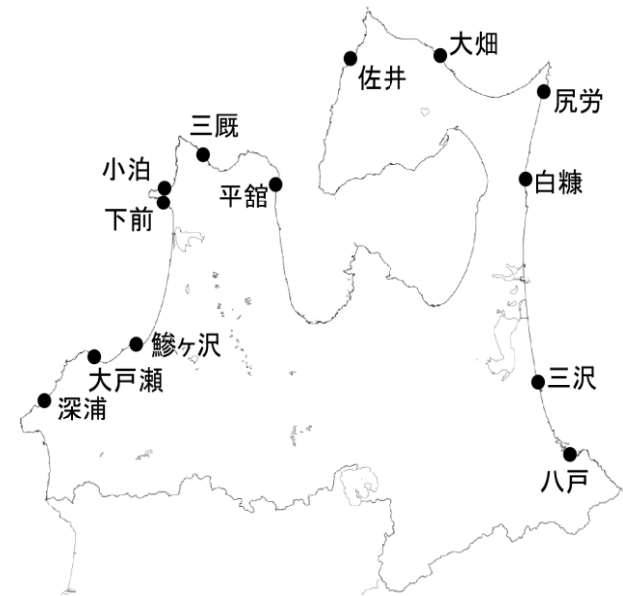 大畑
佐井
尻労
三厩
小泊
平舘
白糠
下前
鰺ヶ沢
大戸瀬
三沢
深浦
八戸